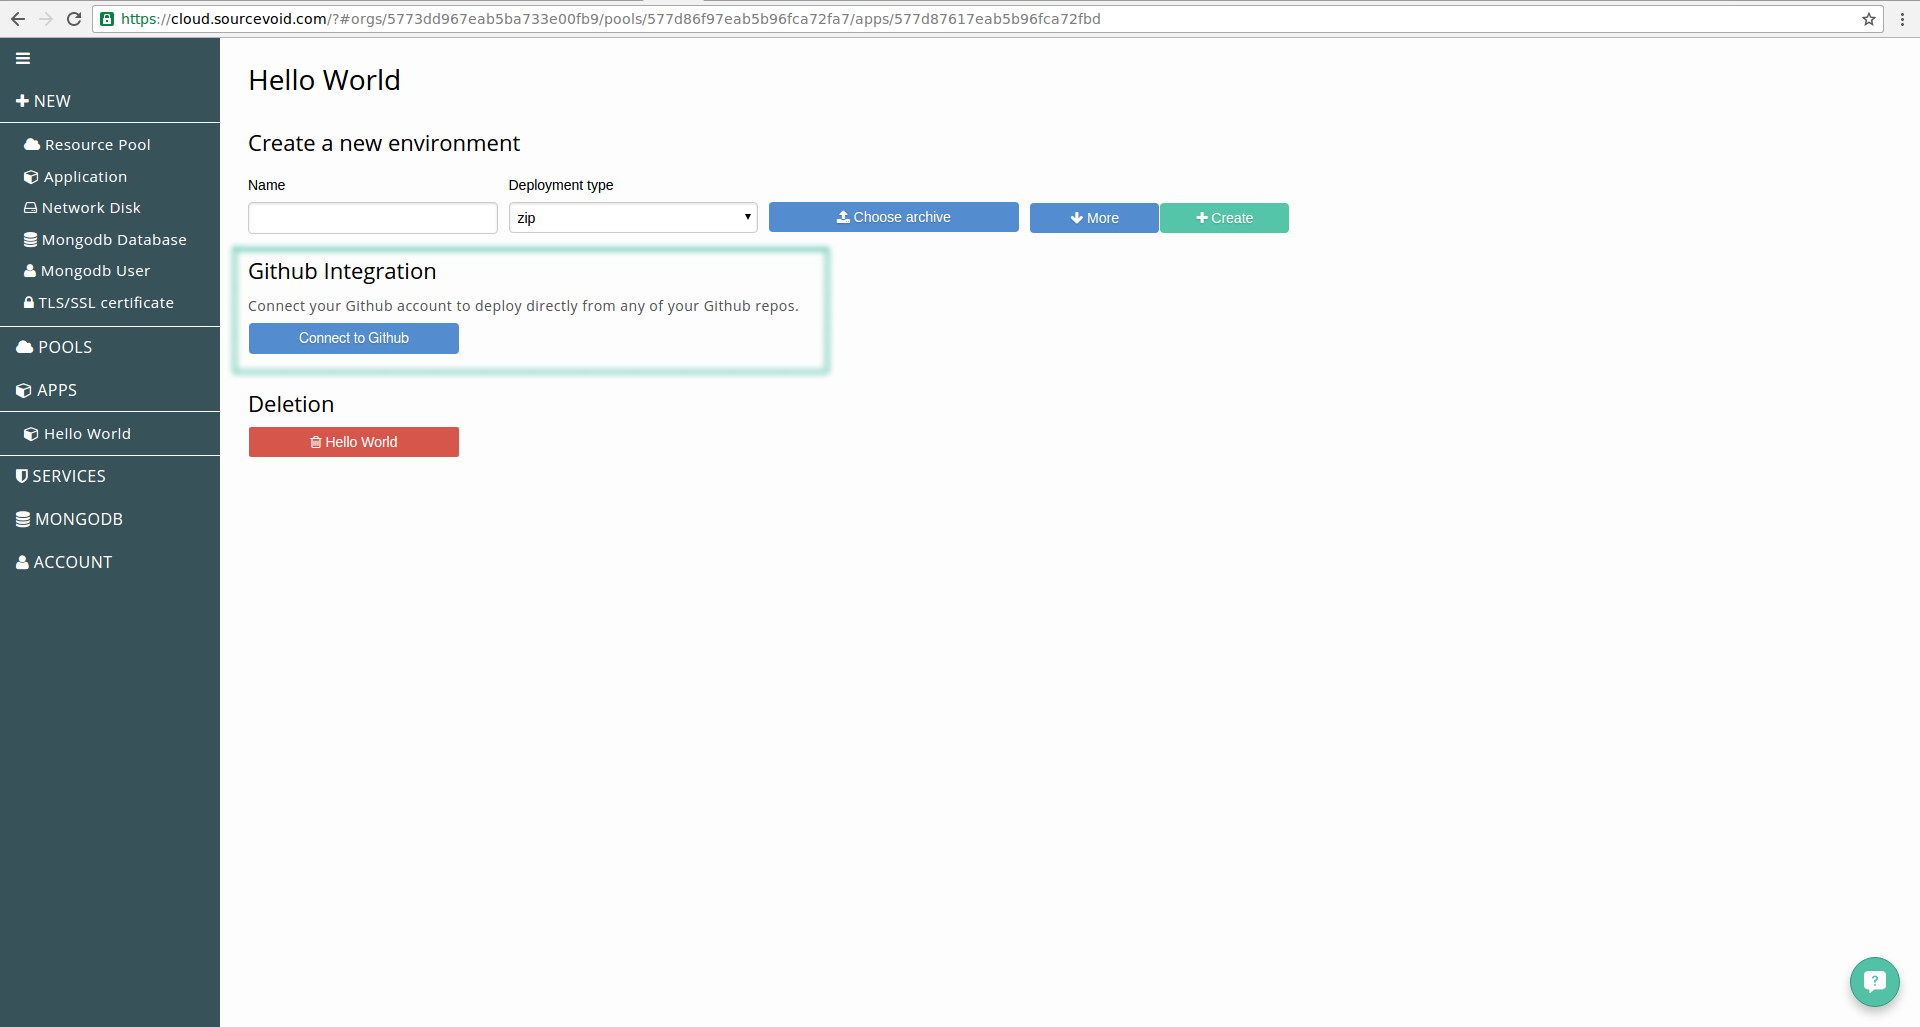 https://cloud.sourcevoid.com/?#orgs/5773dd967eab5ba733e00fb9/pools/577d86f97eab5b96fca72fa7/apps/577d87617eab5b96fca72fbd
NEW
Resource Pool
Application
Network Disk
Mongodb Database
Mongodb User
TLS/SSL certificate
POOLS
APPS
Hello World
SERVICES
MONGODB
ACCOUNT
Hello World
Create a new environment
Name
Deployment type
zip
Choose archive
More
Create
Github Integration
Connect your Github account to deploy directly from any of your Github repos.
Connect to Github
Deletion
Hello World
?